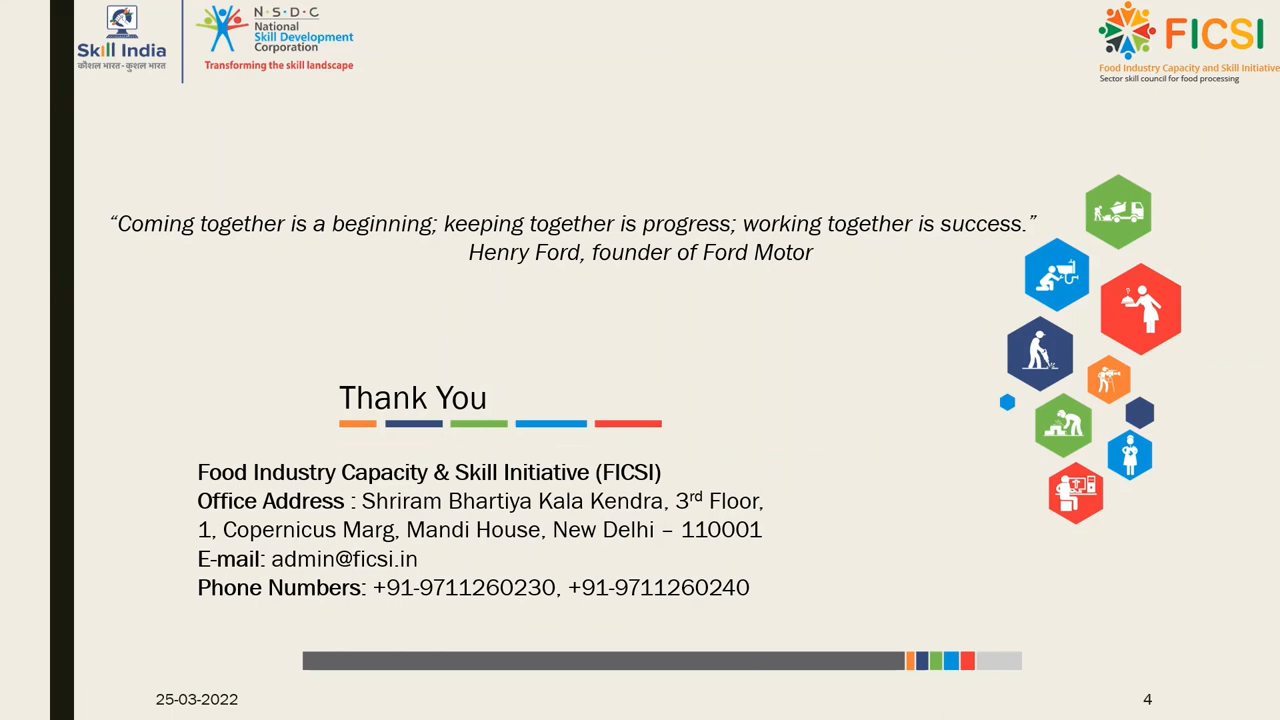 Skill India
कौशल भारत - कुशल भारत
N·S·D·C
National
Skill Development
Corporation
Transforming the skill landscape
FICSI
Food Industry Capacity and Skill Initiative
Sector skill council for food processing
“Coming together is a beginning; keeping together is progress; working together is success.”
Henry Ford, founder of Ford Motor
Thank You
Food Industry Capacity & Skill Initiative (FICSI)
Office Address : Shriram Bhartiya Kala Kendra, 3rd Floor,
1, Copernicus Marg, Mandi House, New Delhi – 110001
E-mail: admin@ficsi.in
Phone Numbers: +91-9711260230, +91-9711260240
25-03-2022
4